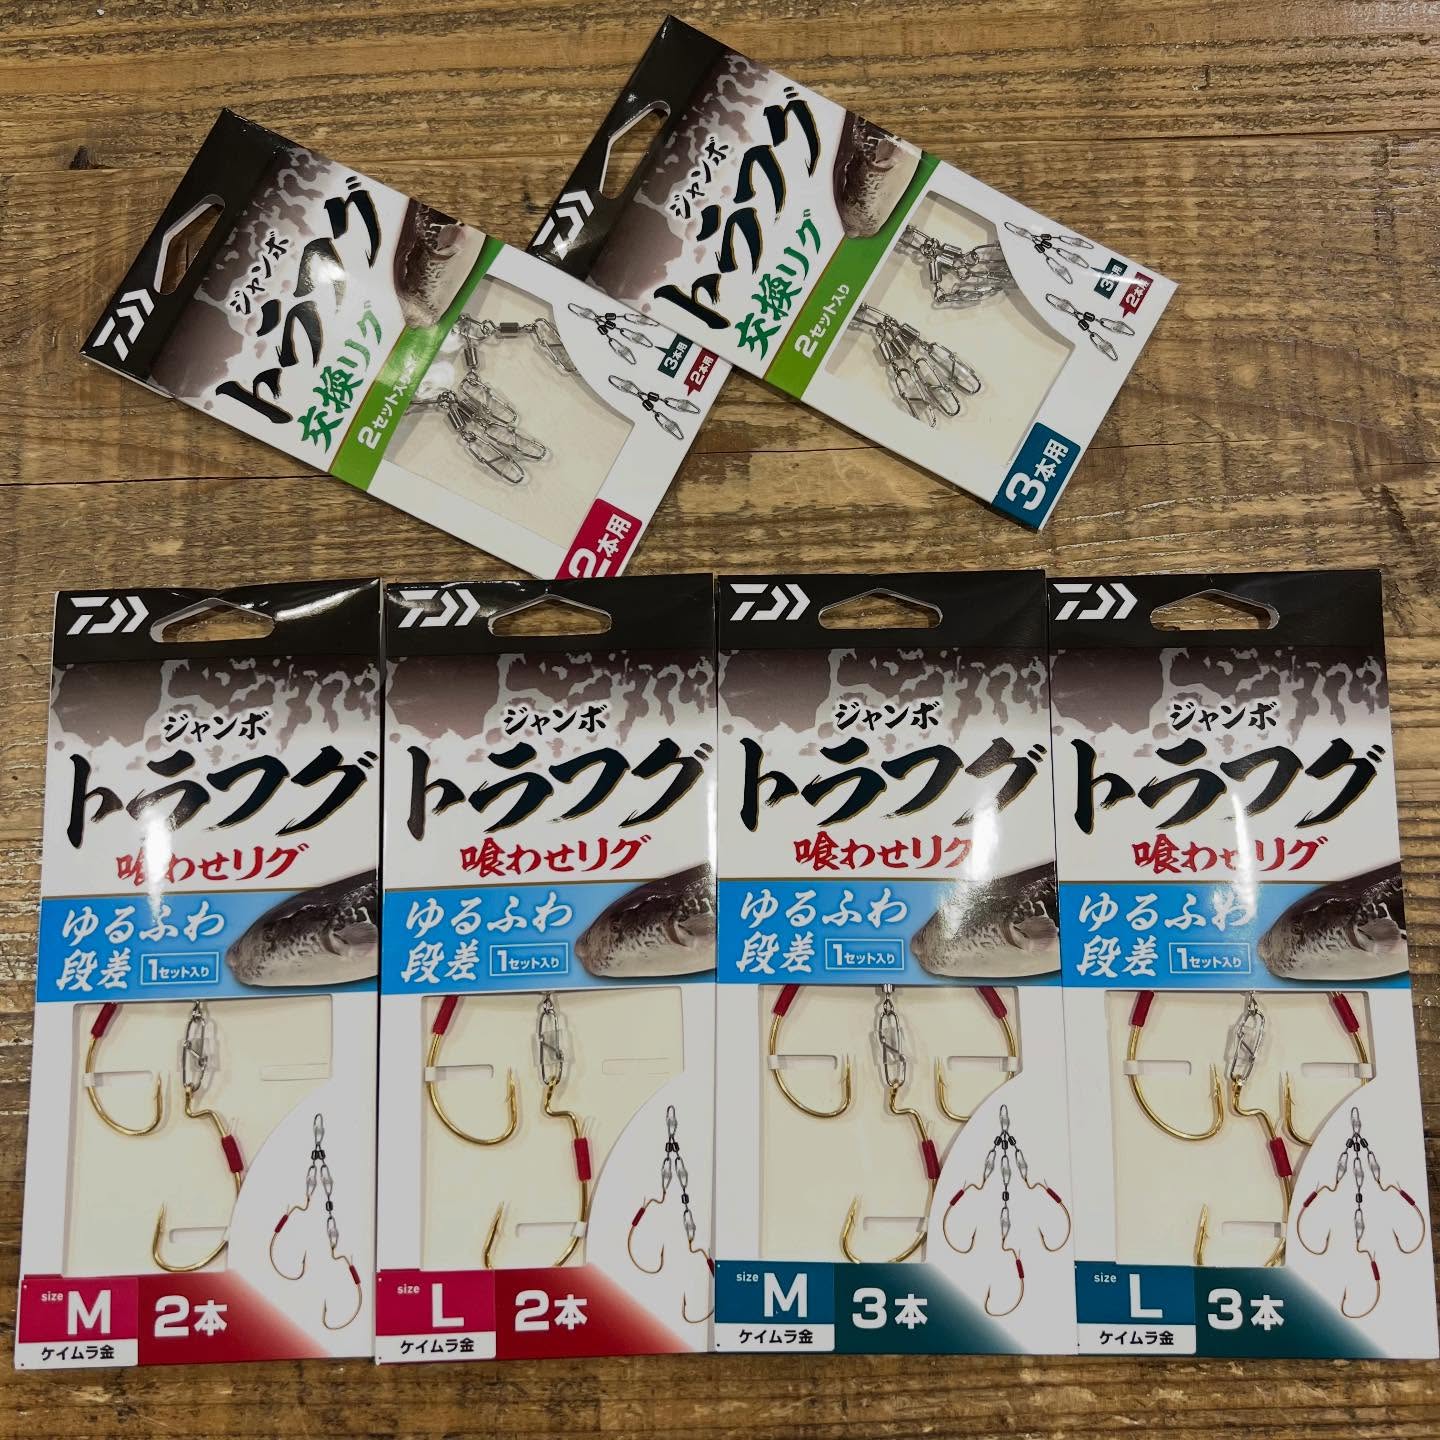 ジャンボ
トラフグ
交換リグ
2セット入り
3本用
2本用
2本用
ジャンボ
トラフグ
交換リグ
2セット入り
3本用
2本用
3本用
ジャンボ
トラフグ
喰わせリグ
ゆるふわ
段差 1セット入り
size M 2本
ケイムラ金
ジャンボ
トラフグ
喰わせリグ
ゆるふわ
段差 1セット入り
size L 2本
ケイムラ金
ジャンボ
トラフグ
喰わせリグ
ゆるふわ
段差 1セット入り
size M 3本
ケイムラ金
ジャンボ
トラフグ
喰わせリグ
ゆるふわ
段差 1セット入り
size L 3本
ケイムラ金